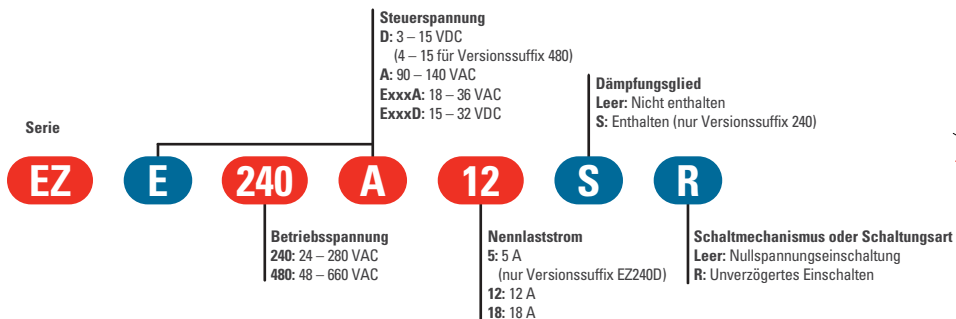 Steuerspannung
D: 3 – 15 VDC
(4 – 15 für Versionssuffix 480)
A: 90 – 140 VAC
ExxxA: 18 – 36 VAC
ExxxD: 15 – 32 VDC
Dämpfungsglied
Leer: Nicht enthalten
S: Enthalten (nur Versionssuffix 240)
Serie
EZ E 240 A 12 S R
Betriebsspannung
240: 24 – 280 VAC
480: 48 – 660 VAC
Nennlaststrom
5: 5 A
(nur Versionssuffix EZ240D)
12: 12 A
18: 18 A
Schaltmechanismus oder Schaltungsart
Leer: Nullspannungseinschaltung
R: Unverzögertes Einschalten